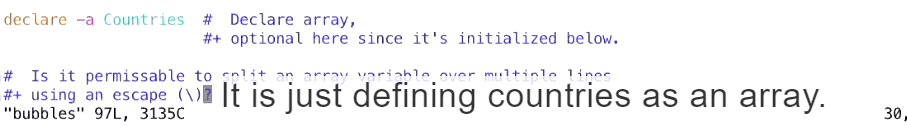 declare -a Countries  #  Declare array,
#+ optional here since it's initialized below.
#  Is it permissable to split an array variable over multiple lines
#+ using an escape (\)?
It is just defining countries as an array.
"bubbles" 97L, 3135C 30,